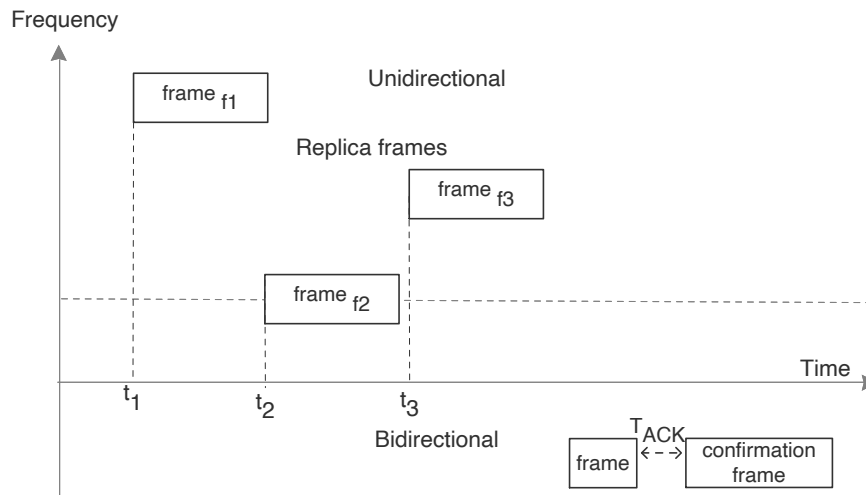 Frequency
Unidirectional
frame f1
Replica frames
frame f3
frame f2
Time
t1
t2
t3
Bidirectional
TACK
frame
confirmation
frame